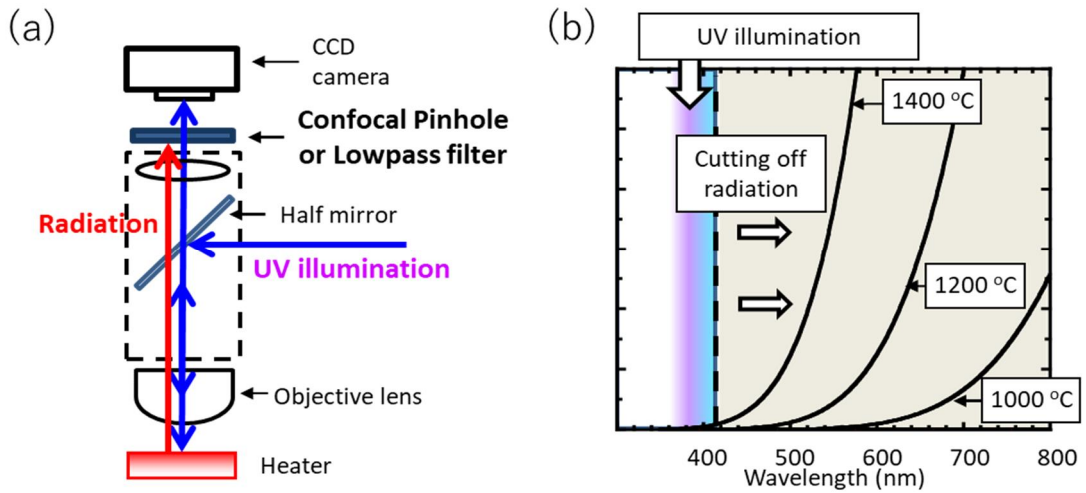 (a)
CCD
camera
Confocal Pinhole
or Lowpass filter
Radiation
Half mirror
UV illumination
Objective lens
Heater
(b)
UV illumination
1400 °C
Cutting off
radiation
1200 °C
1000 °C
400 500 600 700 800
Wavelength (nm)